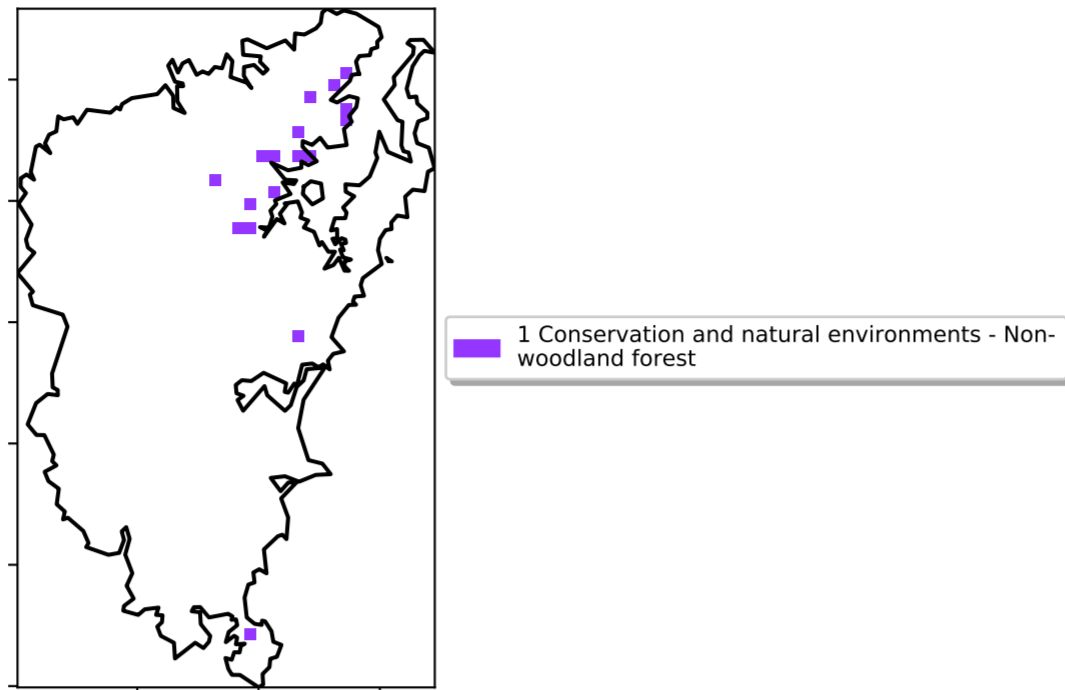 1 Conservation and natural environments - Non-
woodland forest